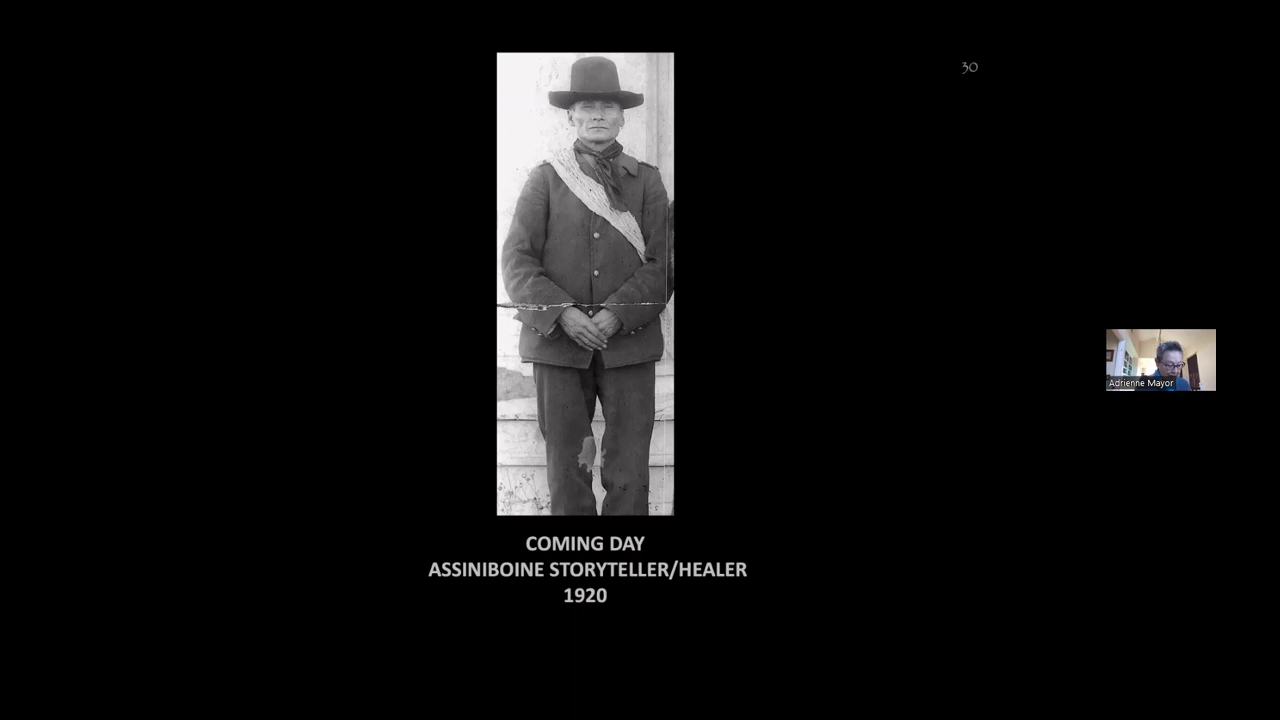 30
COMING DAY
ASSINIBOINE STORYTELLER/HEALER
1920
Adrienne Mayor